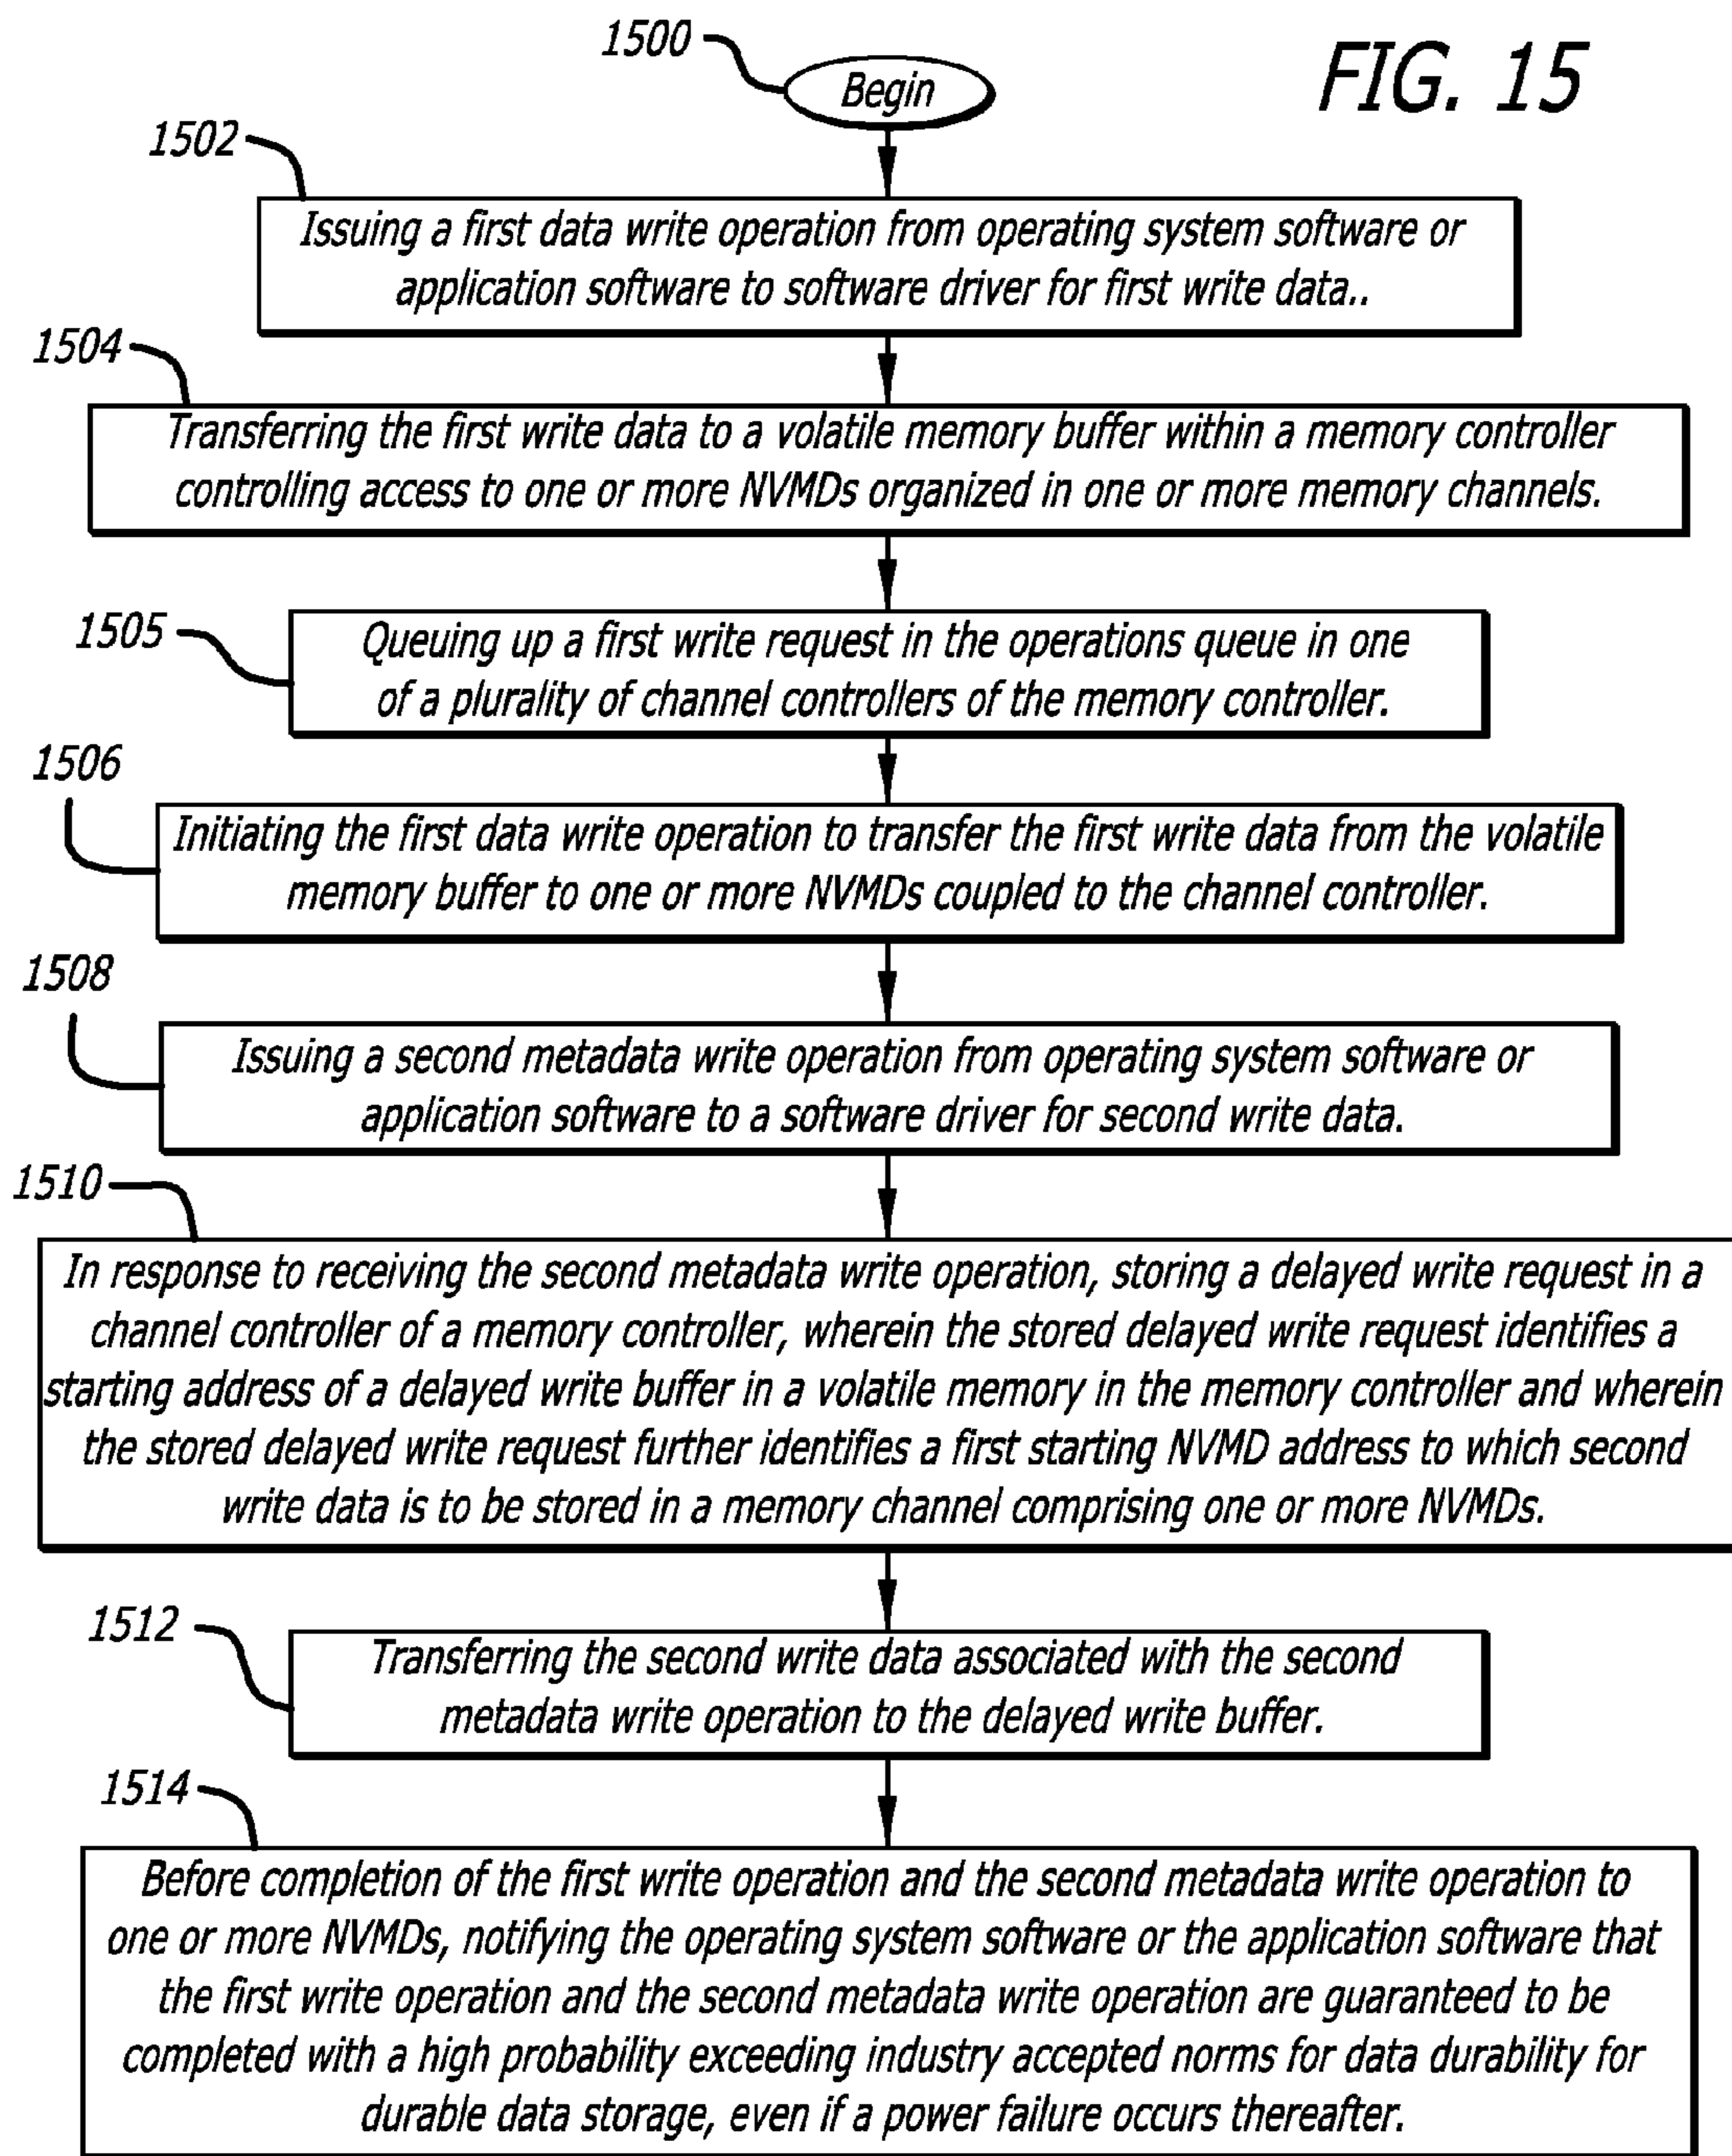 1500
Begin
FIG. 15
1502
Issuing a first data write operation from operating system software or
application software to software driver for first write data..
1504
Transferring the first write data to a volatile memory buffer within a memory controller
controlling access to one or more NVMDs organized in one or more memory channels.
1505
Queuing up a first write request in the operations queue in one
of a plurality of channel controllers of the memory controller.
1506
Initiating the first data write operation to transfer the first write data from the volatile
memory buffer to one or more NVMDs coupled to the channel controller.
1508
Issuing a second metadata write operation from operating system software or
application software to a software driver for second write data.
1510
In response to receiving the second metadata write operation, storing a delayed write request in a
channel controller of a memory controller, wherein the stored delayed write request identifies a
starting address of a delayed write buffer in a volatile memory in the memory controller and wherein
the stored delayed write request further identifies a first starting NVMD address to which second
write data is to be stored in a memory channel comprising one or more NVMDs.
1512
Transferring the second write data associated with the second
metadata write operation to the delayed write buffer.
1514
Before completion of the first write operation and the second metadata write operation to
one or more NVMDs, notifying the operating system software or the application software that
the first write operation and the second metadata write operation are guaranteed to be
completed with a high probability exceeding industry accepted norms for data durability for
durable data storage, even if a power failure occurs thereafter.